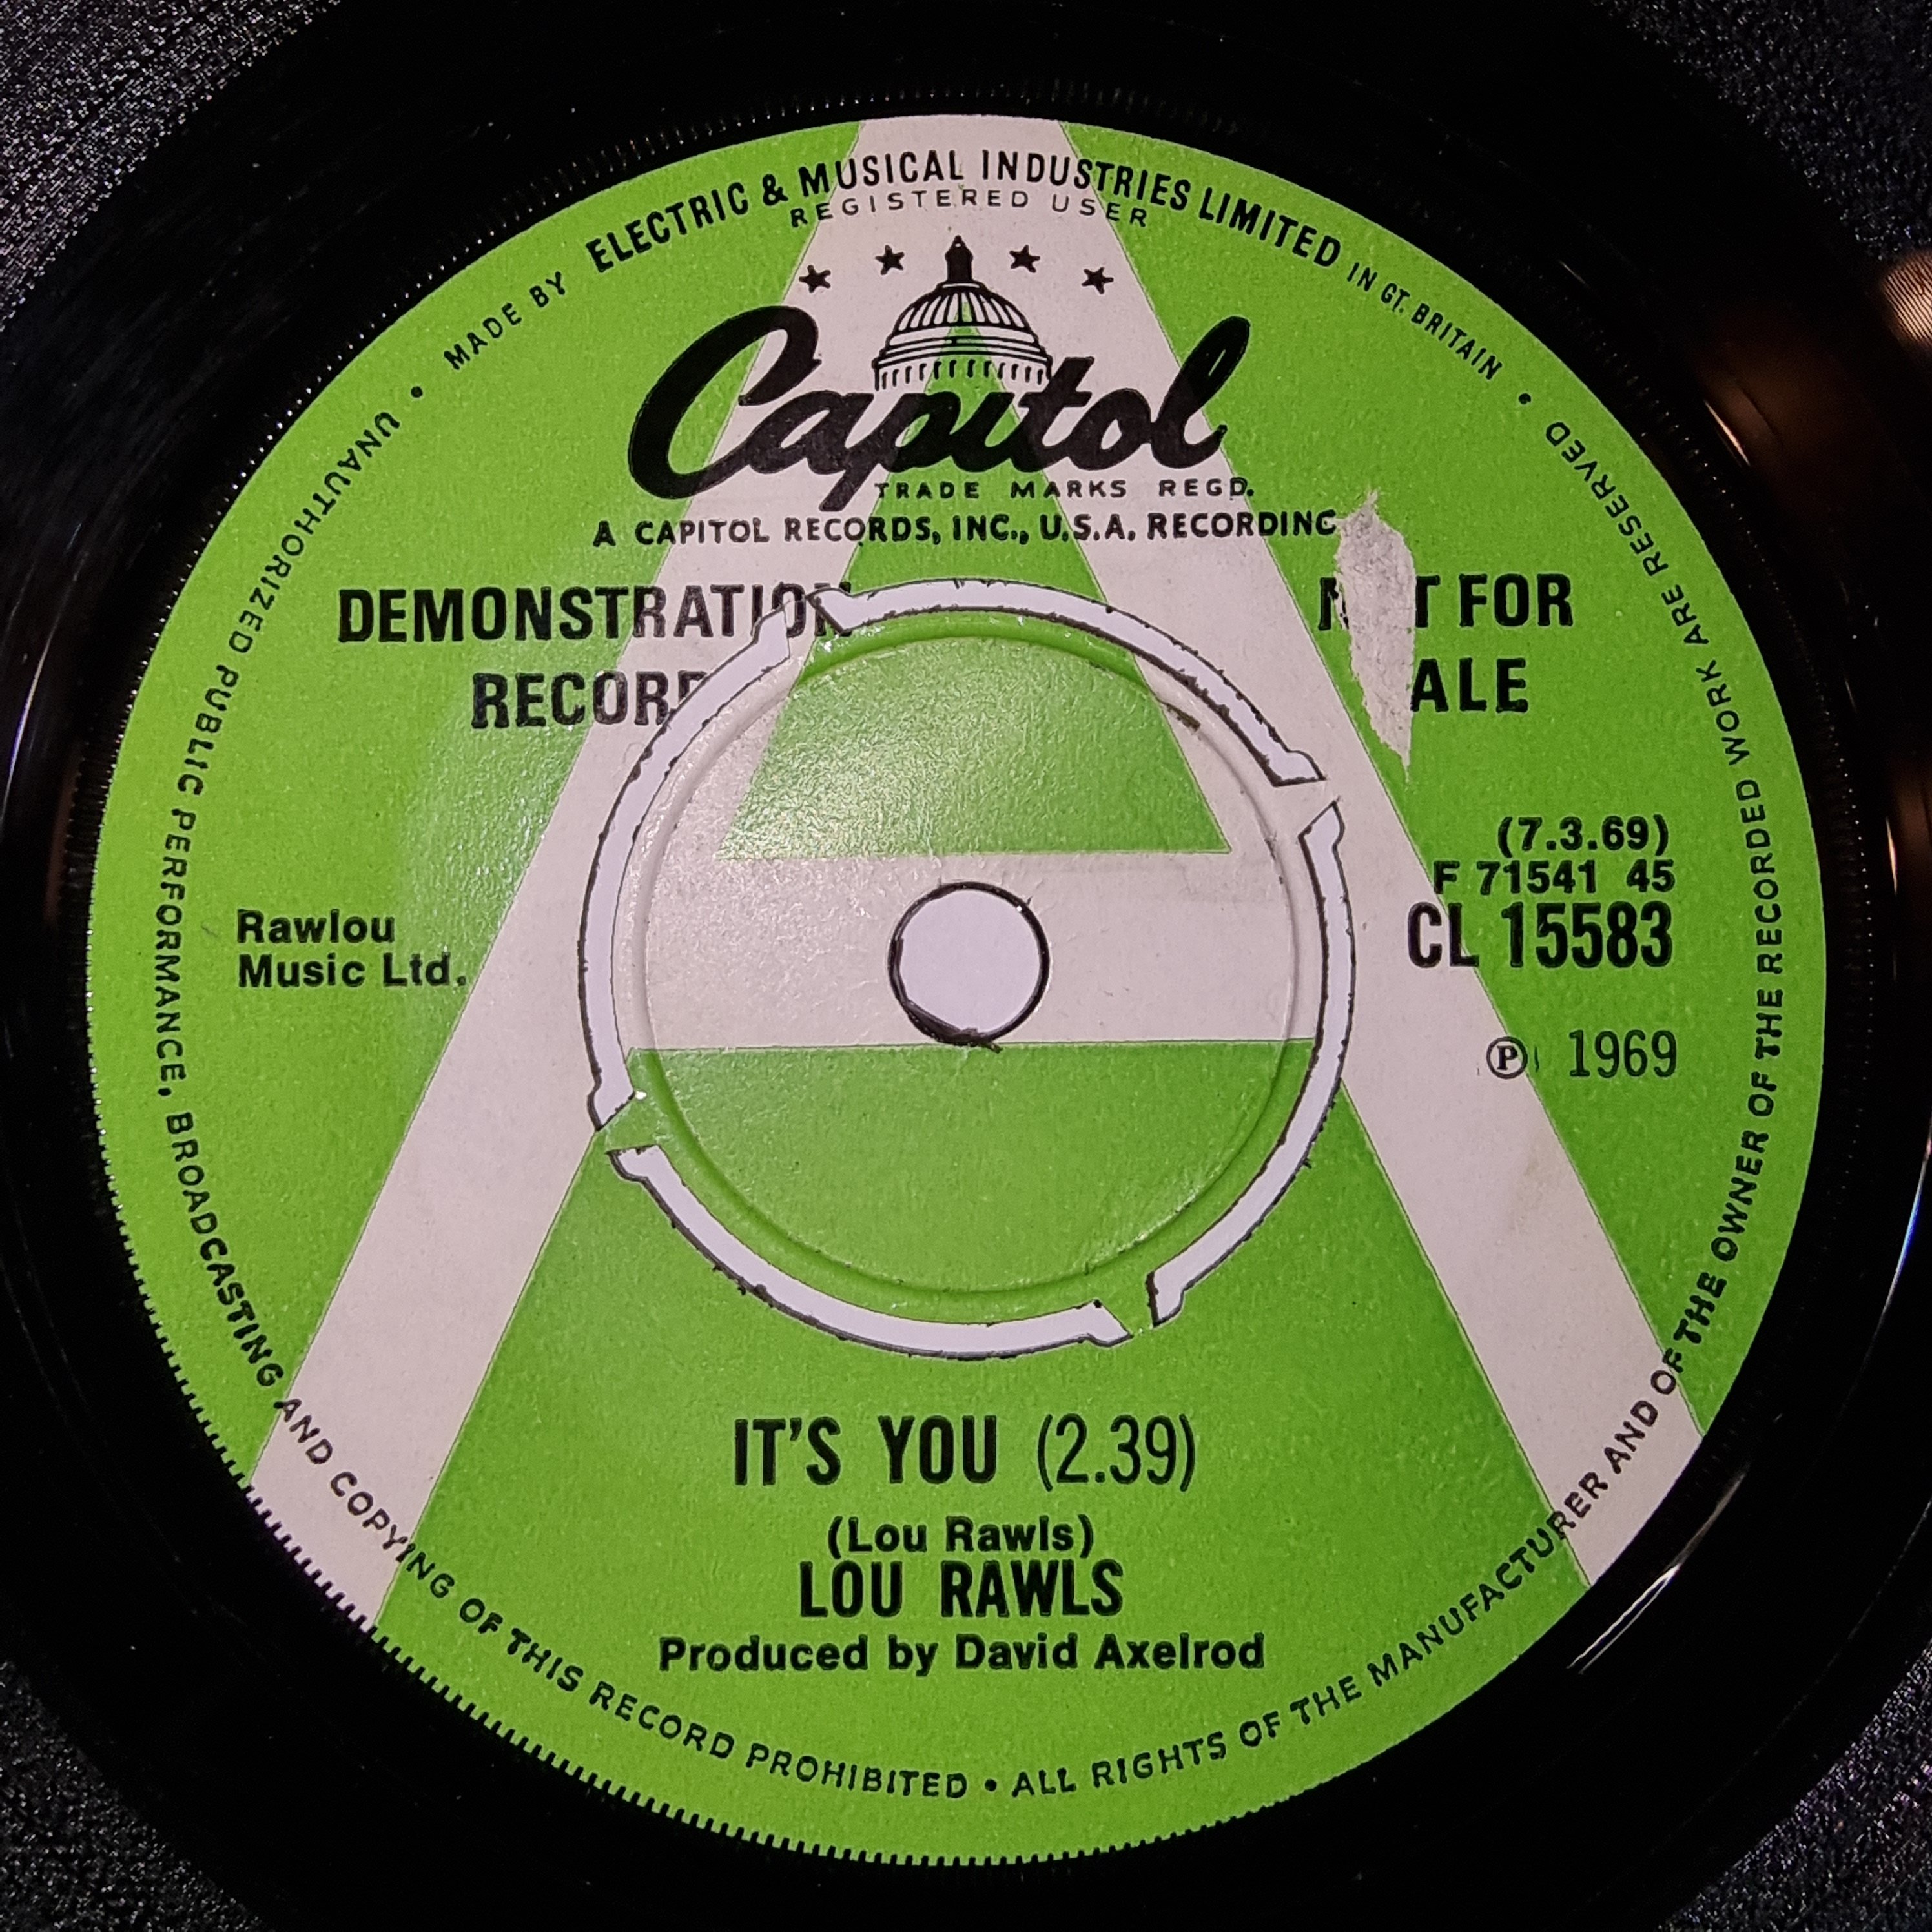 MADE BY ELECTRIC & MUSICAL INDUSTRIES LIMITED IN GT. BRITAIN •
REGISTERED USER
Capitol
TRADE MARKS REGD.
A CAPITOL RECORDS, INC., U.S.A. RECORDING
DEMONSTRATION
RECORD
T FOR
ALE
(7.3.69)
F 71541 45
CL 15583
Ⓟ 1969
Rawlou
Music Ltd.
IT'S YOU (2.39)
(Lou Rawls)
LOU RAWLS
Produced by David Axelrod
UNAUTHORIZED PUBLIC PERFORMANCE, BROADCASTING AND COPYING OF THIS RECORD PROHIBITED • ALL RIGHTS OF THE MANUFACTURER AND OF THE OWNER OF THE RECORDED WORK ARE RESERVED •